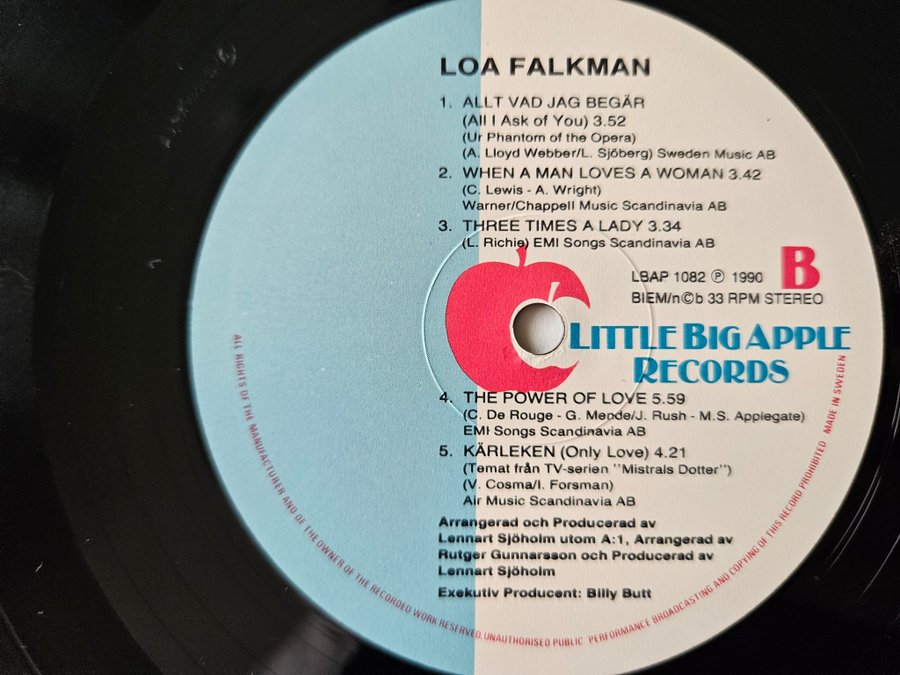 LOA FALKMAN
1. ALLT VAD JAG BEGÄR
(All I Ask of You) 3.52
(Ur Phantom of the Opera)
(A. Lloyd Webber/L. Sjöberg) Sweden Music AB
2. WHEN A MAN LOVES A WOMAN 3.42
(C. Lewis - A. Wright)
Warner/Chappell Music Scandinavia AB
3. THREE TIMES A LADY 3.34
(L. Richie) EMI Songs Scandinavia AB
LBAP 1082 Ⓟ 1990
B
BIEM/n©b 33 RPM STEREO
LITTLE BIG APPLE
RECORDS
4. THE POWER OF LOVE 5.59
(C. De Rouge - G. Mende/J. Rush - M.S. Applegate)
EMI Songs Scandinavia AB
5. KÄRLEKEN (Only Love) 4.21
(Temat från TV-serien "Mistrals Dotter")
(V. Cosma/I. Forsman)
Air Music Scandinavia AB
Arrangerad och Producerad av
Lennart Sjöholm utom A:1, Arrangerad av
Rutger Gunnarsson och Producerad av
Lennart Sjöholm
Exekutiv Producent: Billy Butt
ALL RIGHTS OF THE MANUFACTURER AND OF THE OWNER OF THE RECORDED WORK RESERVED. UNAUTHORISED PUBLIC PERFORMANCE BROADCASTING AND COPYING OF THIS RECORD PROHIBITED MADE IN SWEDEN